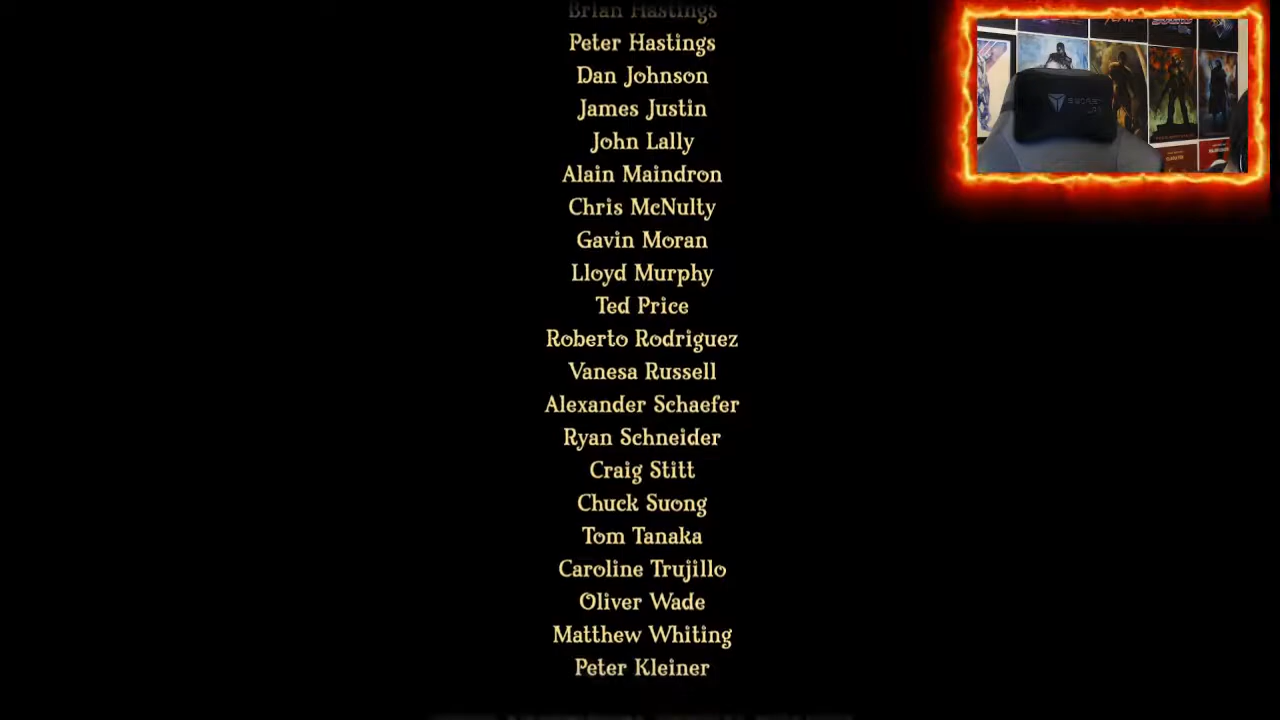 Brian Hastings
Peter Hastings
Dan Johnson
James Justin
John Lally
Alain Maindron
Chris McNulty
Gavin Moran
Lloyd Murphy
Ted Price
Roberto Rodriguez
Vanesa Russell
Alexander Schaefer
Ryan Schneider
Craig Stitt
Chuck Suong
Tom Tanaka
Caroline Trujillo
Oliver Wade
Matthew Whiting
Peter Kleiner